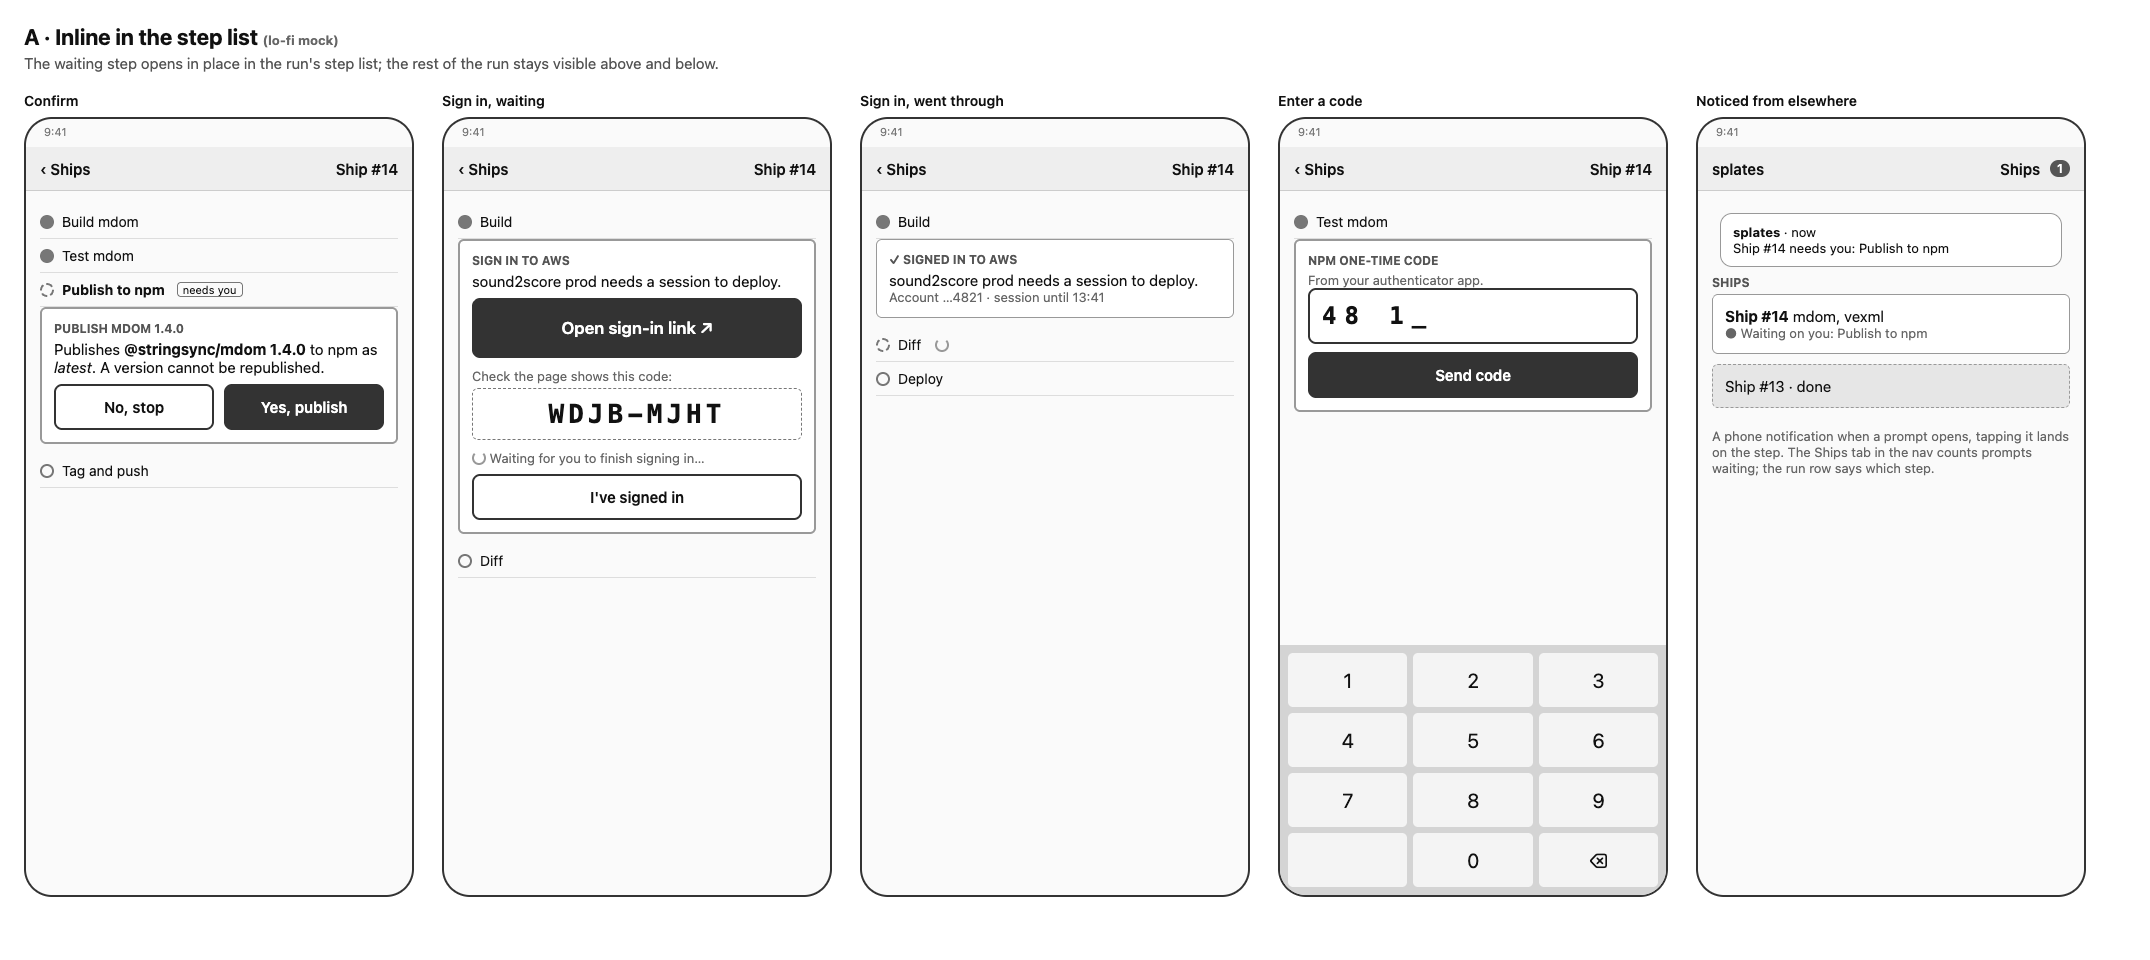 A · Inline in the step list (lo-fi mock)
The waiting step opens in place in the run's step list; the rest of the run stays visible above and below.
Confirm
9:41
‹ Ships
Ship #14
Build mdom
Test mdom
Publish to npm
needs you
PUBLISH MDOM 1.4.0
Publishes @stringsync/mdom 1.4.0 to npm as
latest. A version cannot be republished.
No, stop
Yes, publish
Tag and push
Sign in, waiting
9:41
‹ Ships
Ship #14
Build
SIGN IN TO AWS
sound2score prod needs a session to deploy.
Open sign-in link ↗
Check the page shows this code:
WDJB–MJHT
Waiting for you to finish signing in…
I've signed in
Diff
Sign in, went through
9:41
‹ Ships
Ship #14
Build
✓ SIGNED IN TO AWS
sound2score prod needs a session to deploy.
Account …4821 · session until 13:41
Diff
Deploy
Enter a code
9:41
‹ Ships
Ship #14
Test mdom
NPM ONE-TIME CODE
From your authenticator app.
48 1_
Send code
1 2 3
4 5 6
7 8 9
0
Noticed from elsewhere
9:41
splates
Ships 1
splates · now
Ship #14 needs you: Publish to npm
SHIPS
Ship #14 mdom, vexml
Waiting on you: Publish to npm
Ship #13 · done
A phone notification when a prompt opens, tapping it lands
on the step. The Ships tab in the nav counts prompts
waiting; the run row says which step.